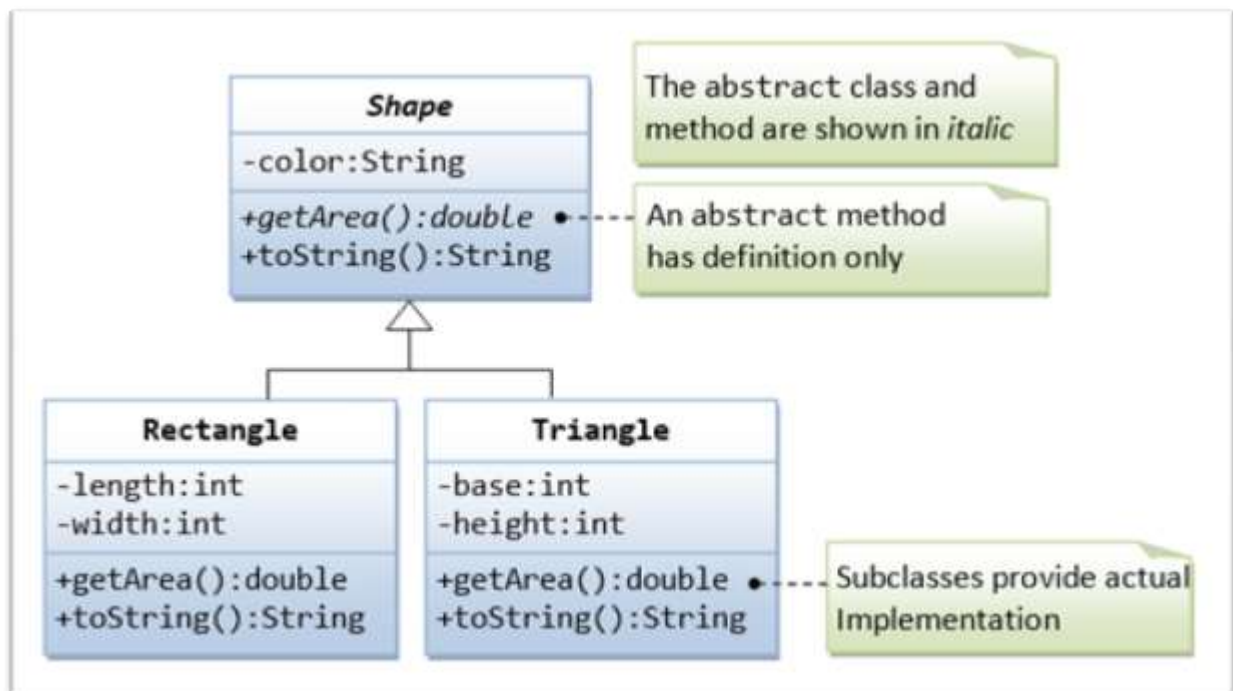 Shape
-color:String
+getArea():double
+toString():String
The abstract class and
method are shown in italic
An abstract method
has definition only
Rectangle
-length:int
-width:int
+getArea():double
+toString():String
Triangle
-base:int
-height:int
+getArea():double
+toString():String
Subclasses provide actual
Implementation